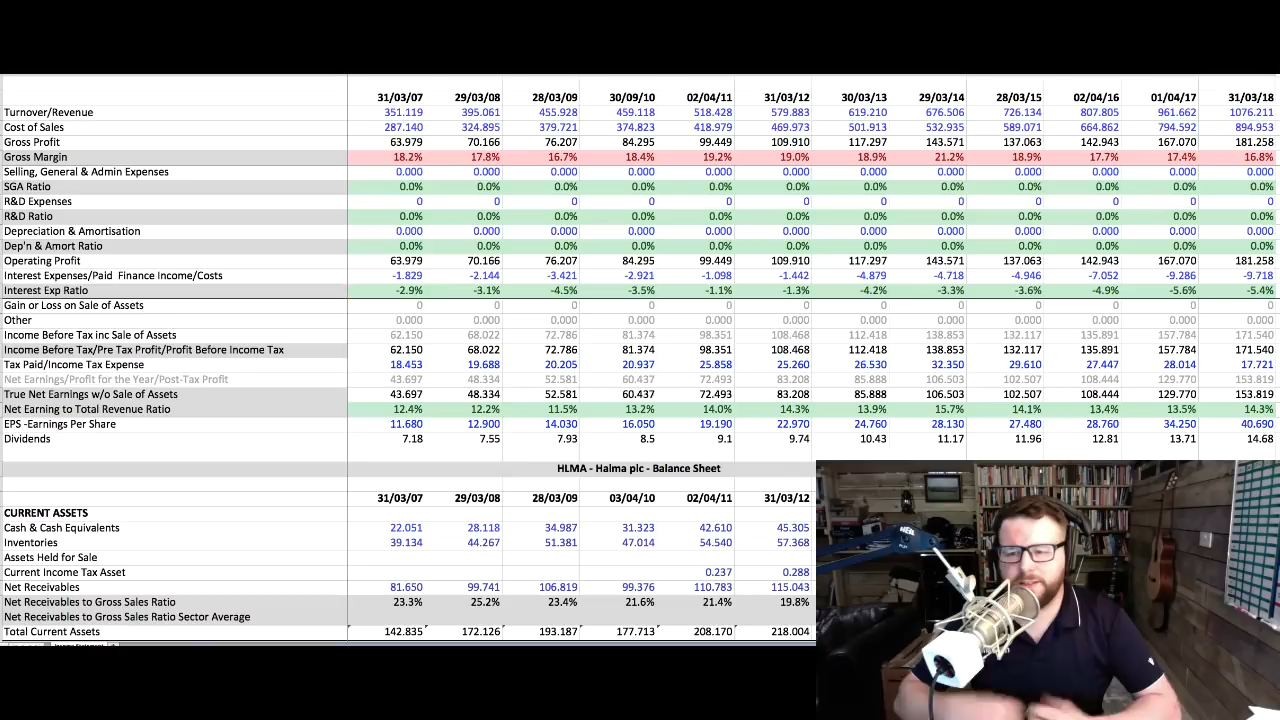 31/03/07 29/03/08 28/03/09 30/09/10 02/04/11 31/03/12 30/03/13 29/03/14 28/03/15 02/04/16 01/04/17 31/03/18
Turnover/Revenue 351.119 395.061 455.928 459.118 518.428 579.883 619.210 676.506 726.134 807.805 961.662 1076.211
Cost of Sales 287.140 324.895 379.721 374.823 418.979 469.973 501.913 532.935 589.071 664.862 794.592 894.953
Gross Profit 63.979 70.166 76.207 84.295 99.449 109.910 117.297 143.571 137.063 142.943 167.070 181.258
Gross Margin 18.2% 17.8% 16.7% 18.4% 19.2% 19.0% 18.9% 21.2% 18.9% 17.7% 17.4% 16.8%
Selling, General & Admin Expenses 0.000 0.000 0.000 0.000 0.000 0.000 0.000 0.000 0.000 0.000 0.000 0.000
SGA Ratio 0.0% 0.0% 0.0% 0.0% 0.0% 0.0% 0.0% 0.0% 0.0% 0.0% 0.0% 0.0%
R&D Expenses 0 0 0 0 0 0 0 0 0 0 0 0
R&D Ratio 0.0% 0.0% 0.0% 0.0% 0.0% 0.0% 0.0% 0.0% 0.0% 0.0% 0.0% 0.0%
Depreciation & Amortisation 0.000 0.000 0.000 0.000 0.000 0.000 0.000 0.000 0.000 0.000 0.000 0.000
Dep'n & Amort Ratio 0.0% 0.0% 0.0% 0.0% 0.0% 0.0% 0.0% 0.0% 0.0% 0.0% 0.0% 0.0%
Operating Profit 63.979 70.166 76.207 84.295 99.449 109.910 117.297 143.571 137.063 142.943 167.070 181.258
Interest Expenses/Paid Finance Income/Costs -1.829 -2.144 -3.421 -2.921 -1.098 -1.442 -4.879 -4.718 -4.946 -7.052 -9.286 -9.718
Interest Exp Ratio -2.9% -3.1% -4.5% -3.5% -1.1% -1.3% -4.2% -3.3% -3.6% -4.9% -5.6% -5.4%
Gain or Loss on Sale of Assets 0 0 0 0 0 0 0 0 0 0 0 0
Other 0.000 0.000 0.000 0.000 0.000 0.000 0.000 0.000 0.000 0.000 0.000 0.000
Income Before Tax inc Sale of Assets 62.150 68.022 72.786 81.374 98.351 108.468 112.418 138.853 132.117 135.891 157.784 171.540
Income Before Tax/Pre Tax Profit/Profit Before Income Tax 62.150 68.022 72.786 81.374 98.351 108.468 112.418 138.853 132.117 135.891 157.784 171.540
Tax Paid/Income Tax Expense 18.453 19.688 20.205 20.937 25.858 25.260 26.530 32.350 29.610 27.447 28.014 17.721
Net Earnings/Profit for the Year/Post-Tax Profit 43.697 48.334 52.581 60.437 72.493 83.208 85.888 106.503 102.507 108.444 129.770 153.819
True Net Earnings w/o Sale of Assets 43.697 48.334 52.581 60.437 72.493 83.208 85.888 106.503 102.507 108.444 129.770 153.819
Net Earning to Total Revenue Ratio 12.4% 12.2% 11.5% 13.2% 14.0% 14.3% 13.9% 15.7% 14.1% 13.4% 13.5% 14.3%
EPS -Earnings Per Share 11.680 12.900 14.030 16.050 19.190 22.970 24.760 28.130 27.480 28.760 34.250 40.690
Dividends 7.18 7.55 7.93 8.5 9.1 9.74 10.43 11.17 11.96 12.81 13.71 14.68
HLMA - Halma plc - Balance Sheet
31/03/07 29/03/08 28/03/09 03/04/10 02/04/11 31/03/12
CURRENT ASSETS
Cash & Cash Equivalents 22.051 28.118 34.987 31.323 42.610 45.305
Inventories 39.134 44.267 51.381 47.014 54.540 57.368
Assets Held for Sale
Current Income Tax Asset 0.237 0.288
Net Receivables 81.650 99.741 106.819 99.376 110.783 115.043
Net Receivables to Gross Sales Ratio 23.3% 25.2% 23.4% 21.6% 21.4% 19.8%
Net Receivables to Gross Sales Ratio Sector Average
Total Current Assets 142.835 172.126 193.187 177.713 208.170 218.004